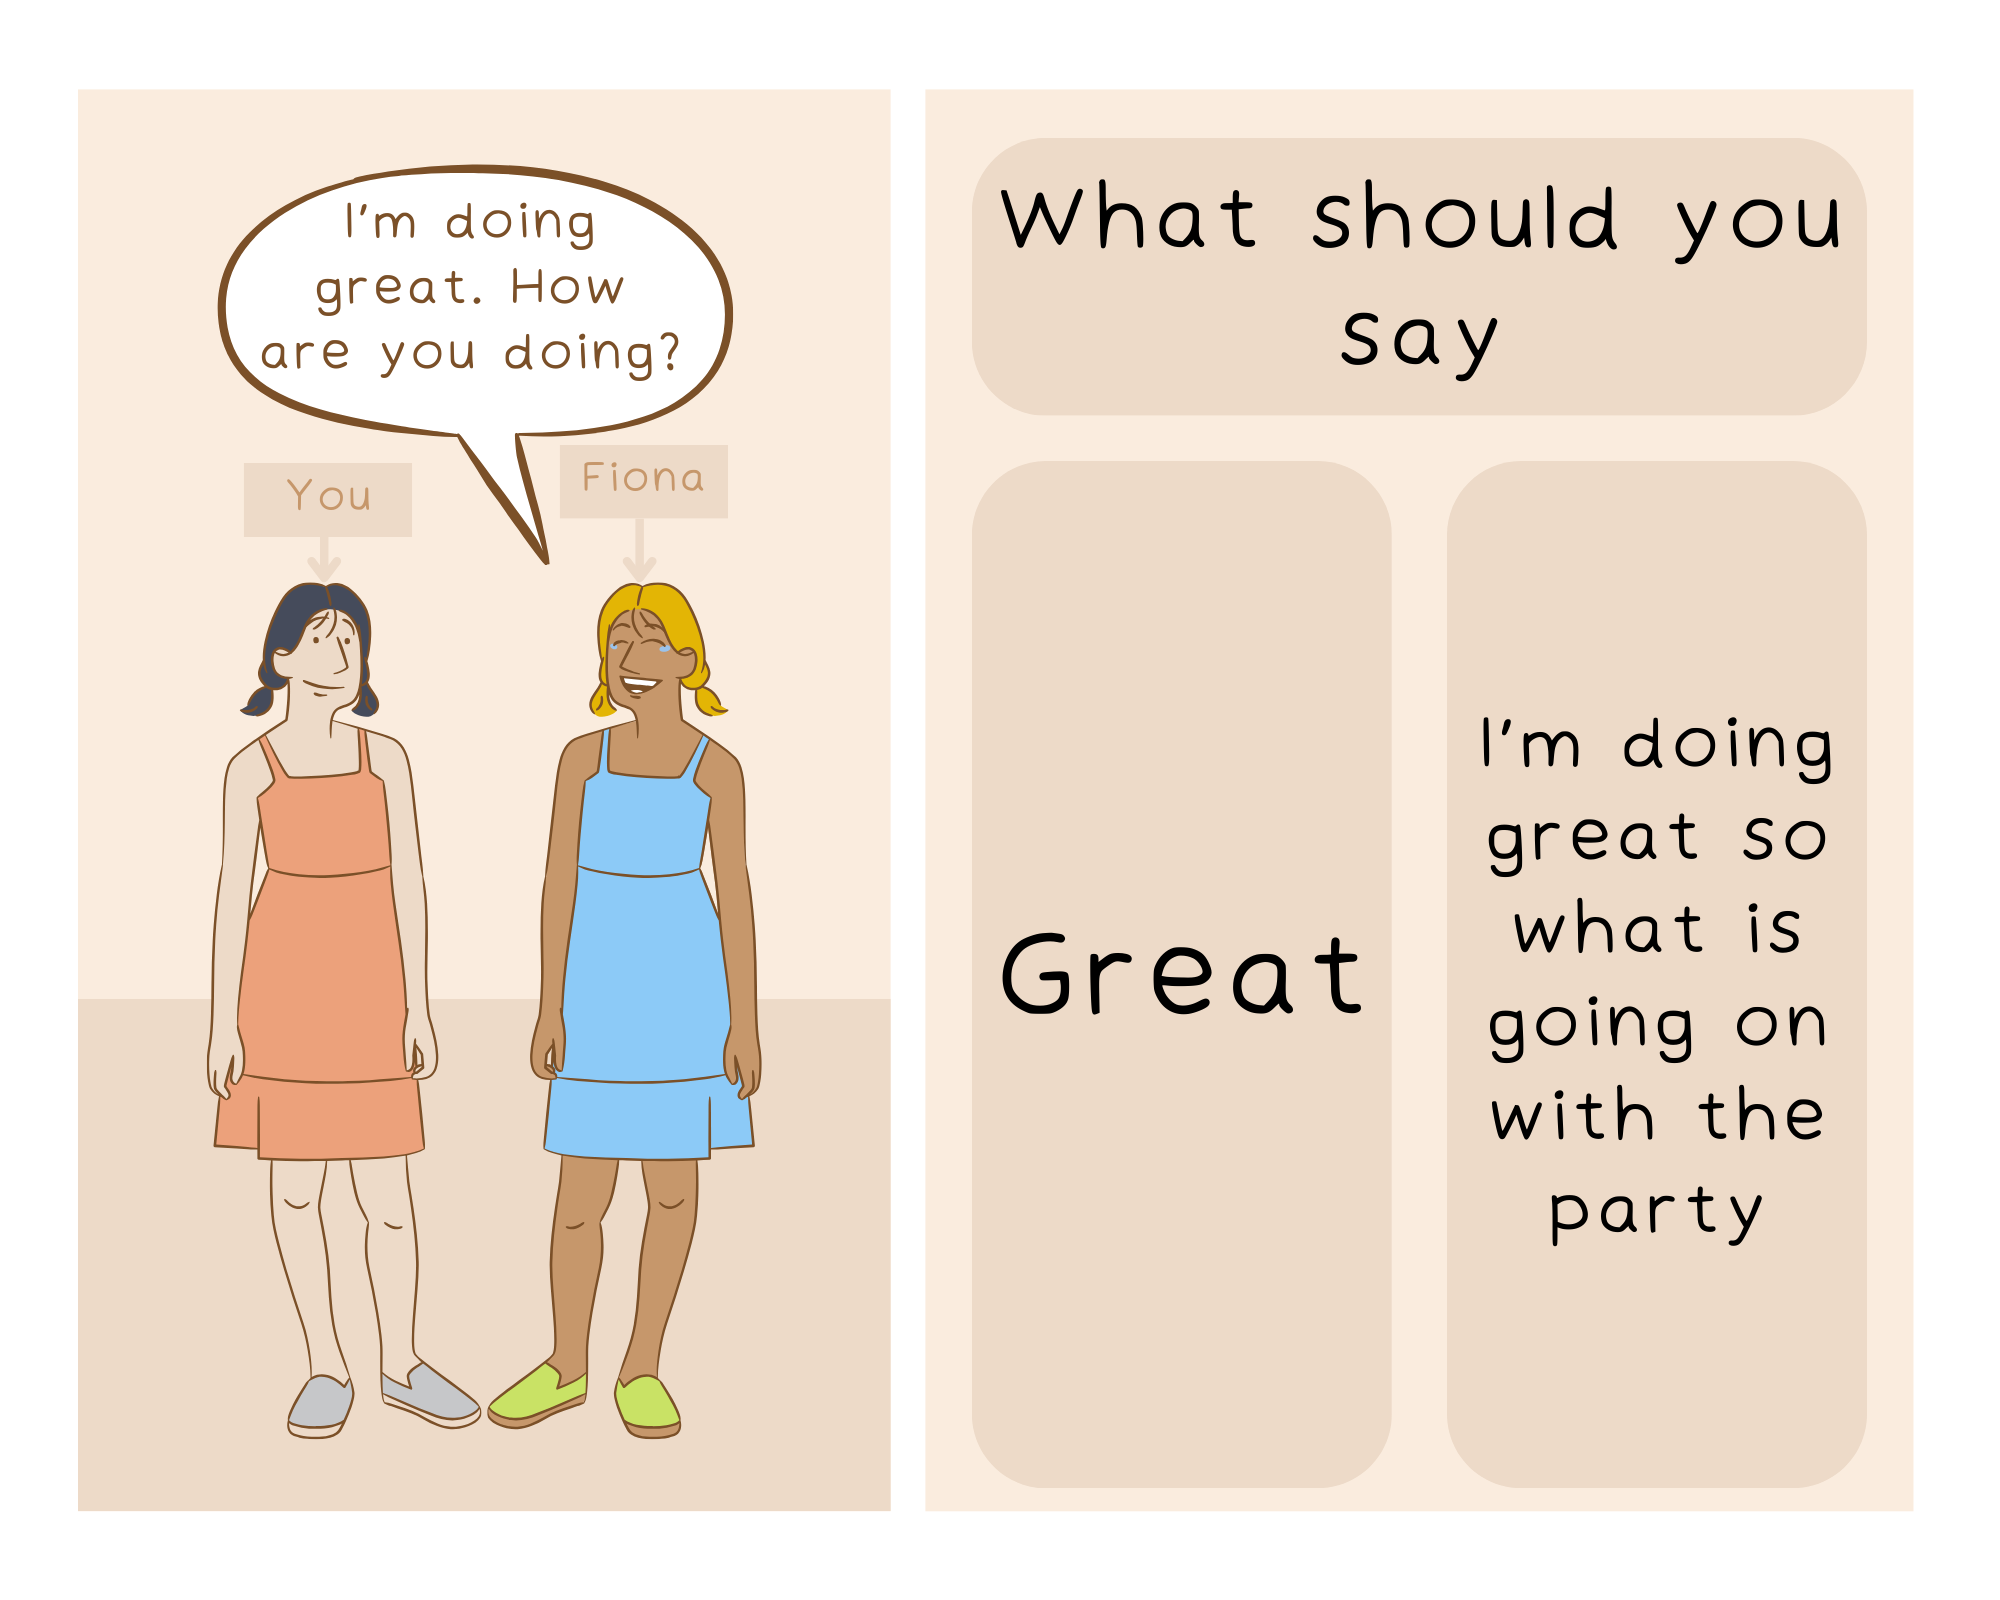 I'm doing
great. How
are you doing?
You
Fiona
What should you
say
Great
I'm doing
great so
what is
going on
with the
party